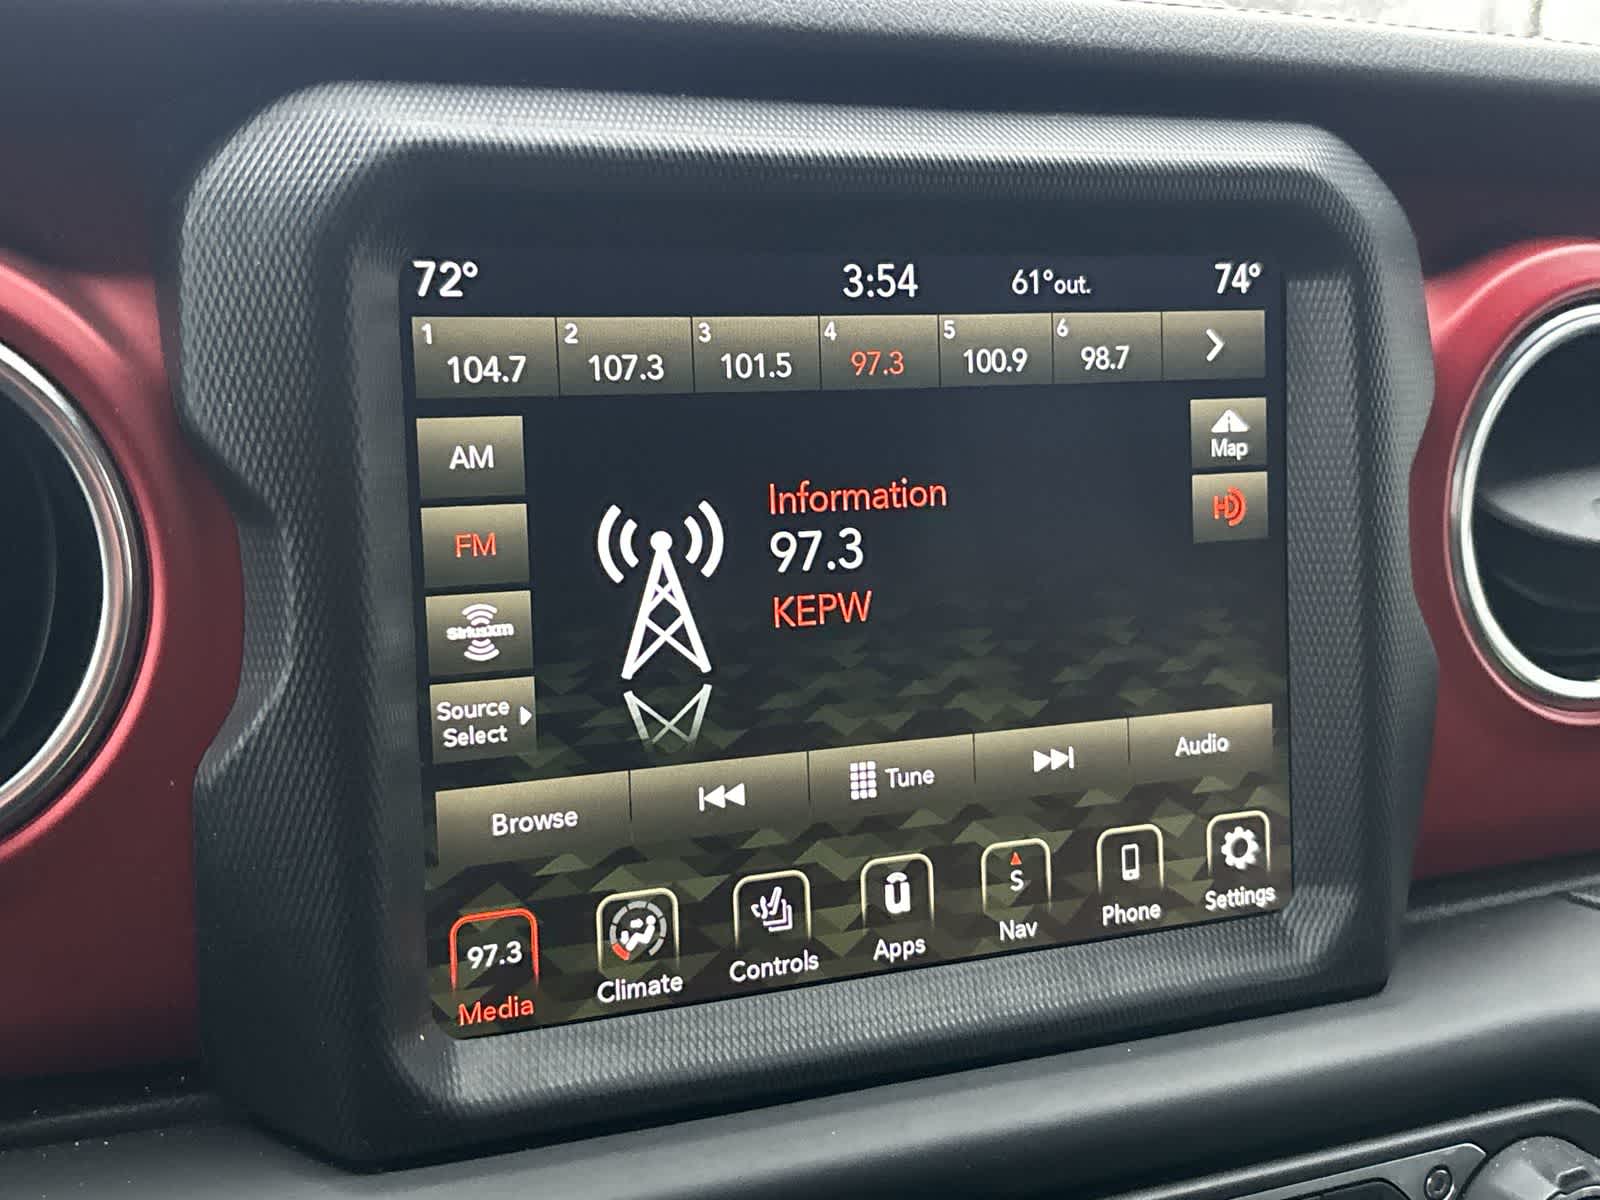 72° 3:54 61°out. 74°
1 2 3 4 5 6
104.7 107.3 101.5 97.3 100.9 98.7
AM
Map
Information
HD
97.3
FM
KEPW
SiriusXM
Source
Select
Browse Tune Audio
97.3 S
Media Climate Controls Apps Nav Phone Settings